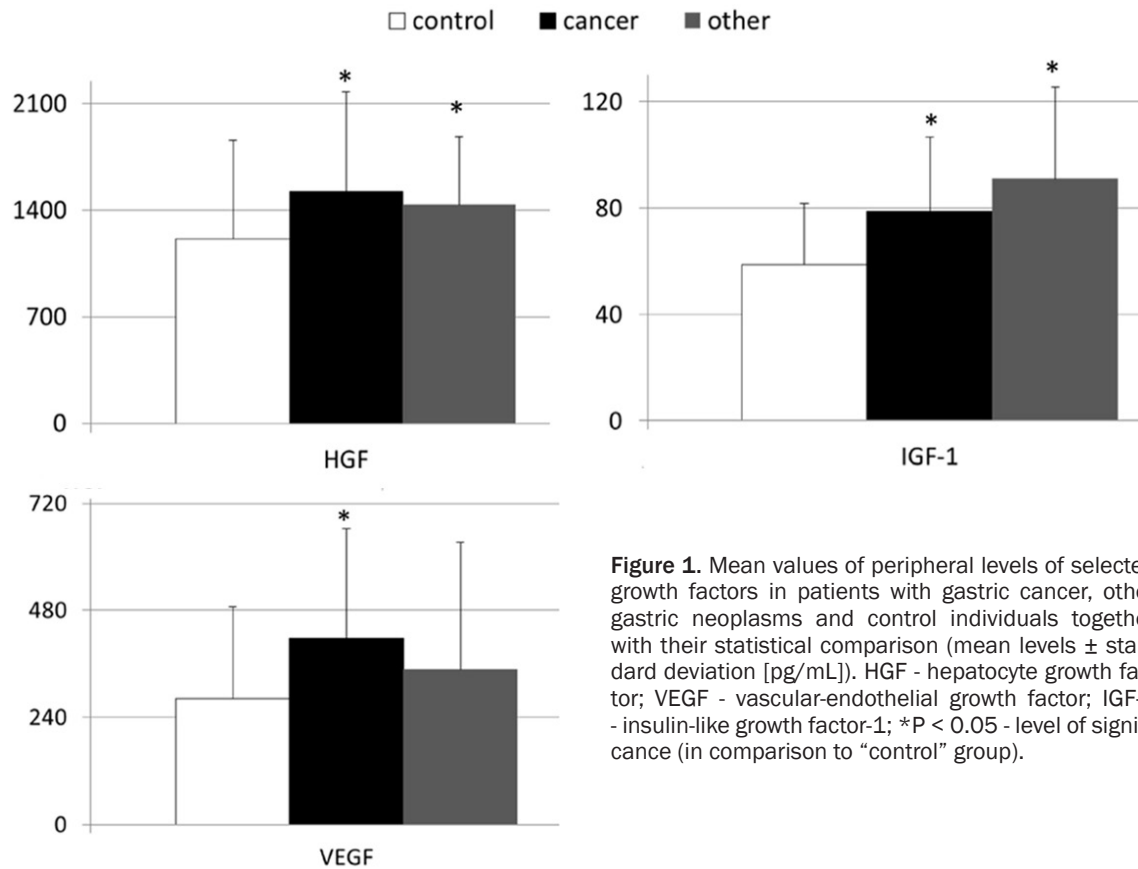 control cancer other
* *
2100
1400
700
0
HGF
* *
120
80
40
0
IGF-1
*
720
480
240
0
VEGF
Figure 1. Mean values of peripheral levels of selecte
growth factors in patients with gastric cancer, othe
gastric neoplasms and control individuals togethe
with their statistical comparison (mean levels ± sta
dard deviation [pg/mL]). HGF - hepatocyte growth fa
tor; VEGF - vascular-endothelial growth factor; IGF-
- insulin-like growth factor-1; *P < 0.05 - level of signi
cance (in comparison to “control” group).